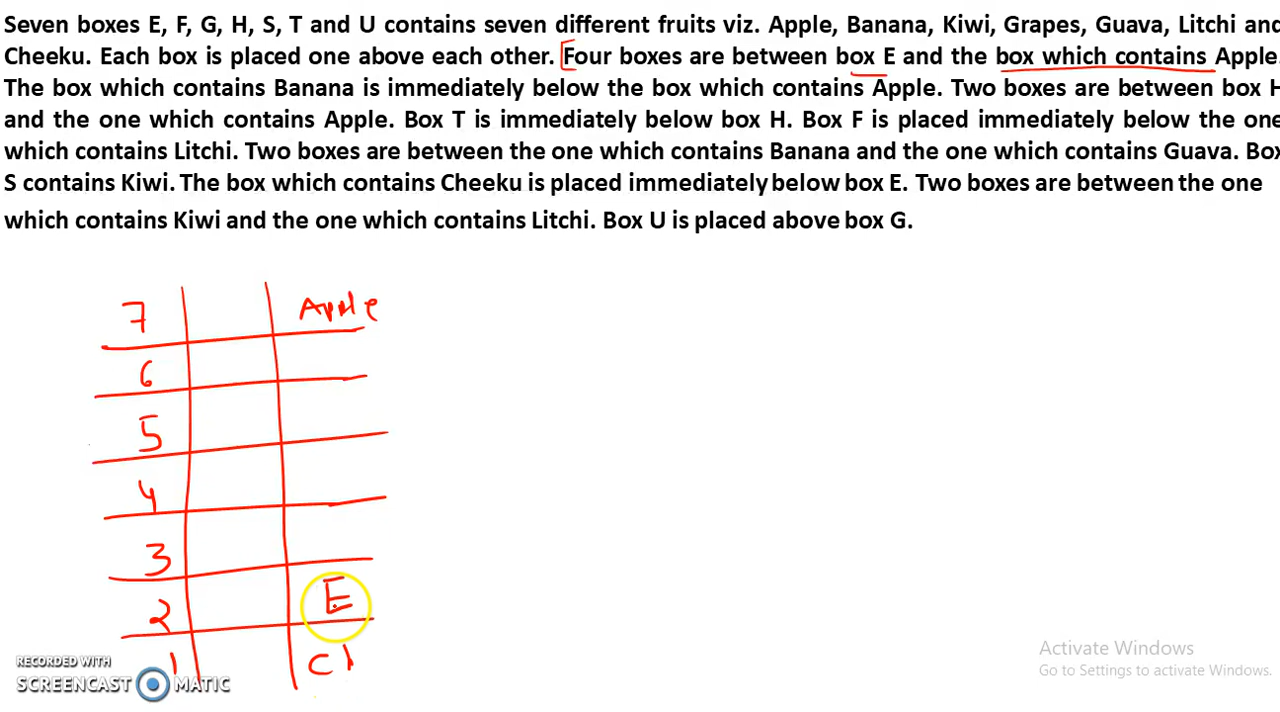 Seven boxes E, F, G, H, S, T and U contains seven different fruits viz. Apple, Banana, Kiwi, Grapes, Guava, Litchi and
Cheeku. Each box is placed one above each other. Four boxes are between box E and the box which contains Apple.
The box which contains Banana is immediately below the box which contains Apple. Two boxes are between box H
and the one which contains Apple. Box T is immediately below box H. Box F is placed immediately below the one
which contains Litchi. Two boxes are between the one which contains Banana and the one which contains Guava. Box
S contains Kiwi. The box which contains Cheeku is placed immediately below box E. Two boxes are between the one
which contains Kiwi and the one which contains Litchi. Box U is placed above box G.
7 Apple
6
5
4
3
2 E
1 Ch
RECORDED WITH
SCREENCAST MATIC
Activate Windows
Go to Settings to activate Windows.